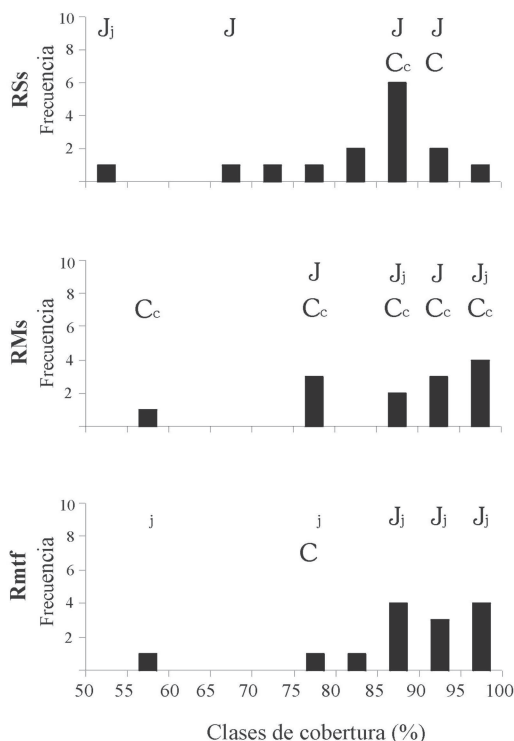 RSs
Frecuencia
10
8
6
4
2
Jj J J J
Cc C
RMs
Frecuencia
10
8
6
4
2
J Jj J Jj
Cc Cc Cc Cc Cc
Rmtf
Frecuencia
10
8
6
4
2
j j Jj Jj Jj
C
50 55 60 65 70 75 80 85 90 95 100
Clases de cobertura (%)